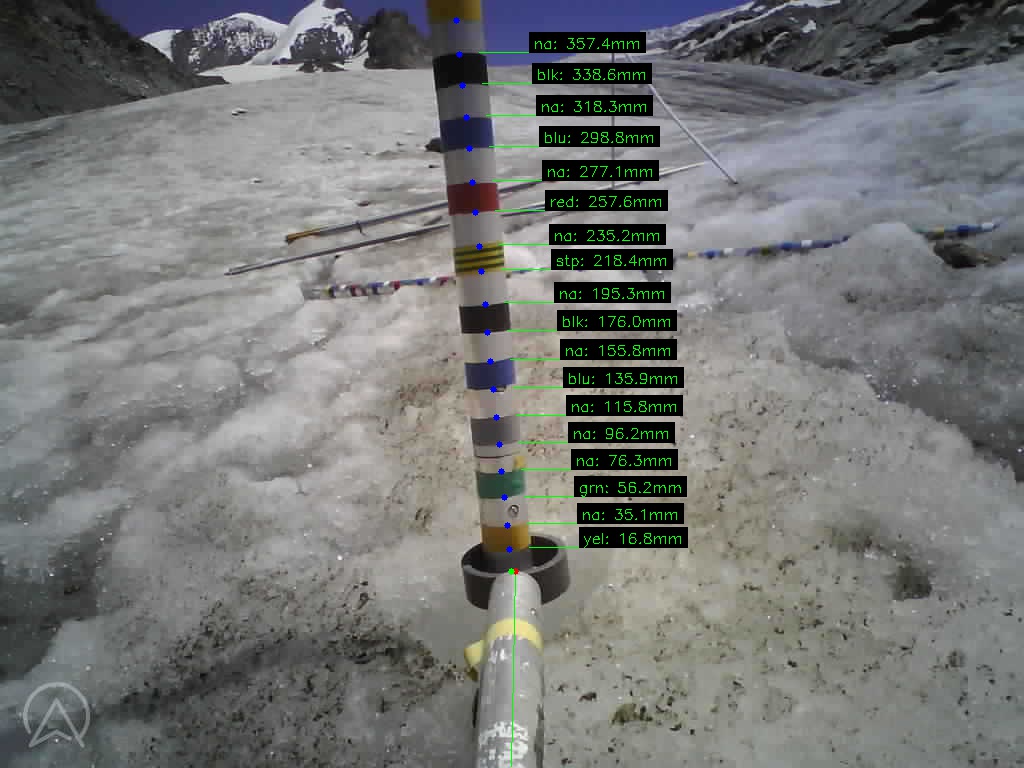 na: 357.4mm
blk: 338.6mm
na: 318.3mm
blu: 298.8mm
na: 277.1mm
red: 257.6mm
na: 235.2mm
stp: 218.4mm
na: 195.3mm
blk: 176.0mm
na: 155.8mm
blu: 135.9mm
na: 115.8mm
na: 96.2mm
na: 76.3mm
grn: 56.2mm
na: 35.1mm
yel: 16.8mm